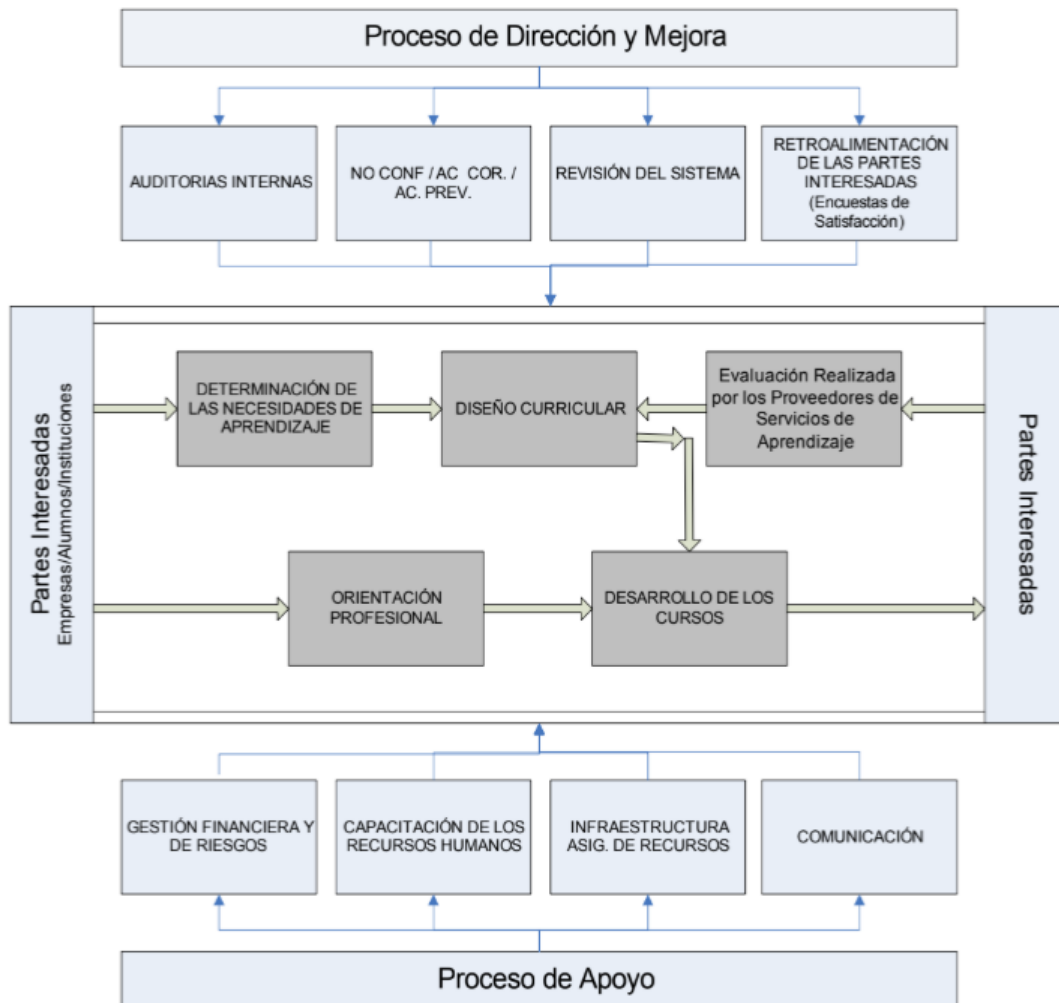 Proceso de Dirección y Mejora
AUDITORIAS INTERNAS
NO CONF / AC COR. /
AC. PREV.
REVISIÓN DEL SISTEMA
RETROALIMENTACIÓN
DE LAS PARTES
INTERESADAS
(Encuestas de
Satisfacción)
Partes Interesadas
Empresas/Alumnos/Instituciones
DETERMINACIÓN DE
LAS NECESIDADES DE
APRENDIZAJE
DISEÑO CURRICULAR
Evaluación Realizada
por los Proveedores de
Servicios de
Aprendizaje
ORIENTACIÓN
PROFESIONAL
DESARROLLO DE LOS
CURSOS
Partes Interesadas
GESTIÓN FINANCIERA Y
DE RIESGOS
CAPACITACIÓN DE LOS
RECURSOS HUMANOS
INFRAESTRUCTURA
ASIG. DE RECURSOS
COMUNICACIÓN
Proceso de Apoyo